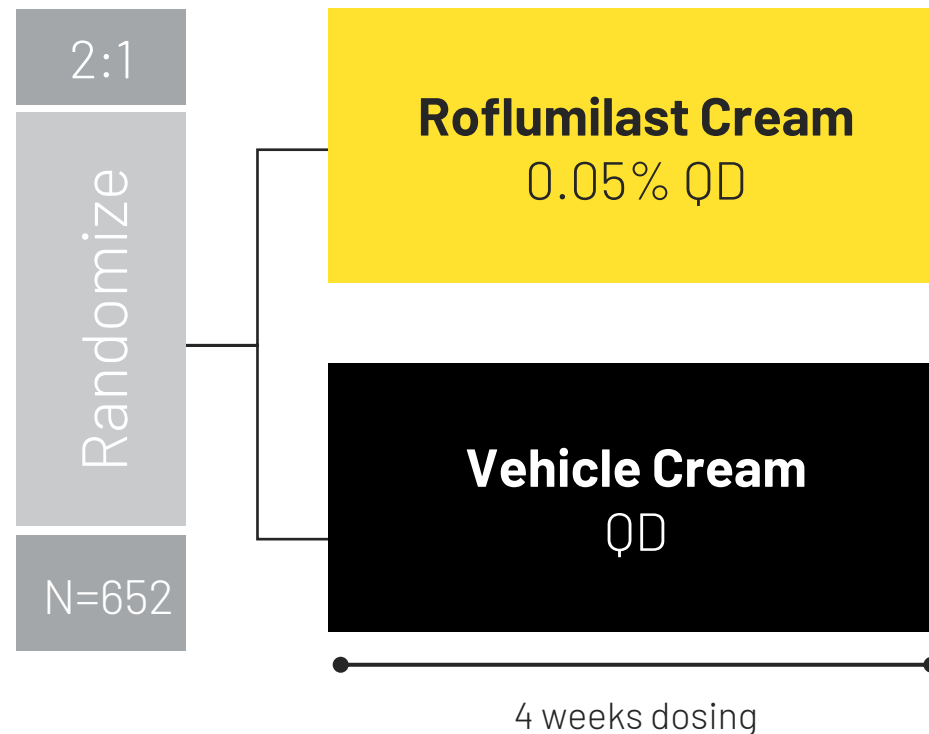 2:1
Randomize
N=652
Roflumilast Cream
0.05% QD
Vehicle Cream
QD
4 weeks dosing